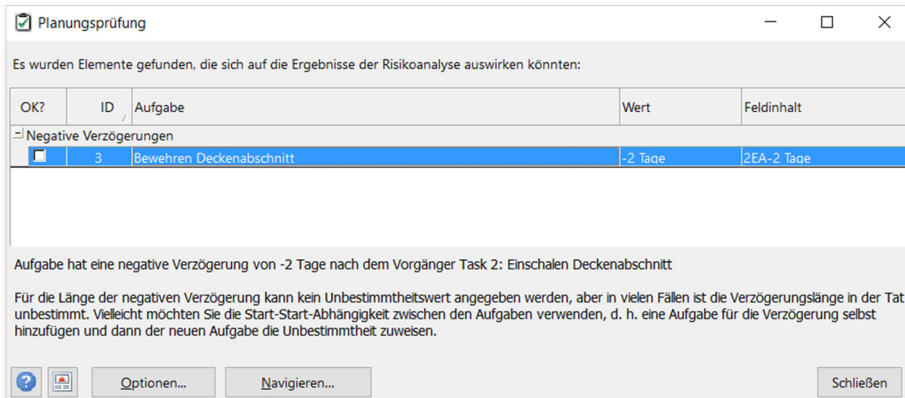 Planungsprüfung
Es wurden Elemente gefunden, die sich auf die Ergebnisse der Risikoanalyse auswirken könnten:
OK? ID Aufgabe Wert Feldinhalt
Negative Verzögerungen
3 Bewehren Deckenabschnitt -2 Tage 2EA-2 Tage
Aufgabe hat eine negative Verzögerung von -2 Tage nach dem Vorgänger Task 2: Einschalen Deckenabschnitt
Für die Länge der negativen Verzögerung kann kein Unbestimmtheitswert angegeben werden, aber in vielen Fällen ist die Verzögerungslänge in der Tat
unbestimmt. Vielleicht möchten Sie die Start-Start-Abhängigkeit zwischen den Aufgaben verwenden, d. h. eine Aufgabe für die Verzögerung selbst
hinzufügen und dann der neuen Aufgabe die Unbestimmtheit zuweisen.
Optionen... Navigieren... Schließen